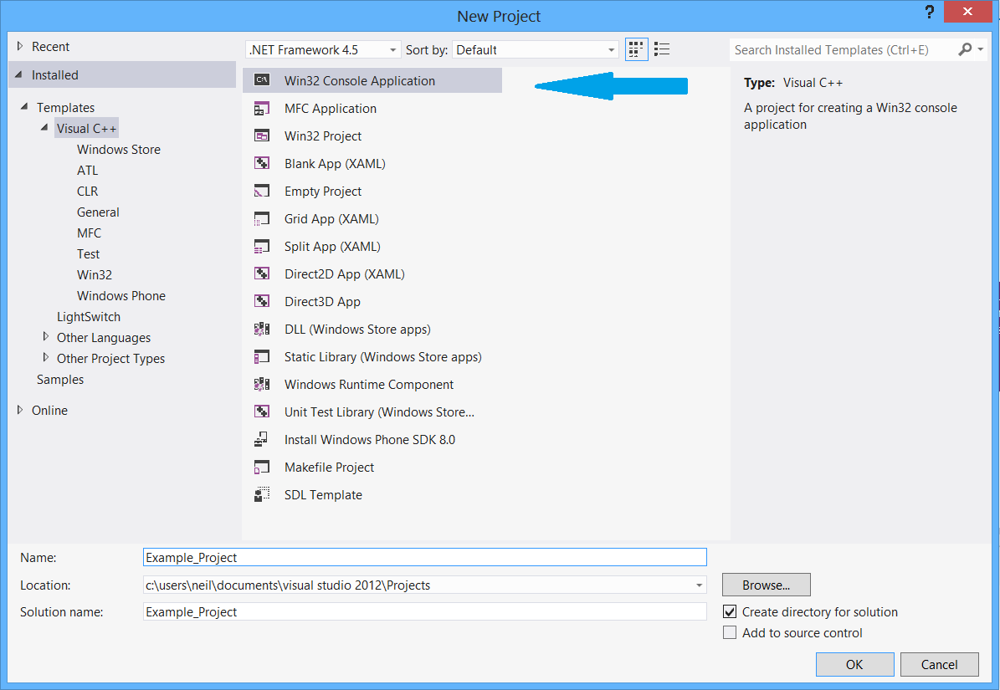 New Project
?
Recent
.NET Framework 4.5 Sort by: Default
Search Installed Templates (Ctrl+E)
Installed
Templates
Visual C++
Windows Store
ATL
CLR
General
MFC
Test
Win32
Windows Phone
LightSwitch
Other Languages
Other Project Types
Samples
Online
C:\
Win32 Console Application
MFC Application
Win32 Project
Blank App (XAML)
Empty Project
Grid App (XAML)
Split App (XAML)
Direct2D App (XAML)
Direct3D App
DLL (Windows Store apps)
Static Library (Windows Store apps)
Windows Runtime Component
Unit Test Library (Windows Store...
Install Windows Phone SDK 8.0
Makefile Project
SDL Template
Type: Visual C++
A project for creating a Win32 console
application
Name: Example_Project
Location: c:\users\neil\documents\visual studio 2012\Projects
Browse...
Solution name: Example_Project
Create directory for solution
Add to source control
OK Cancel